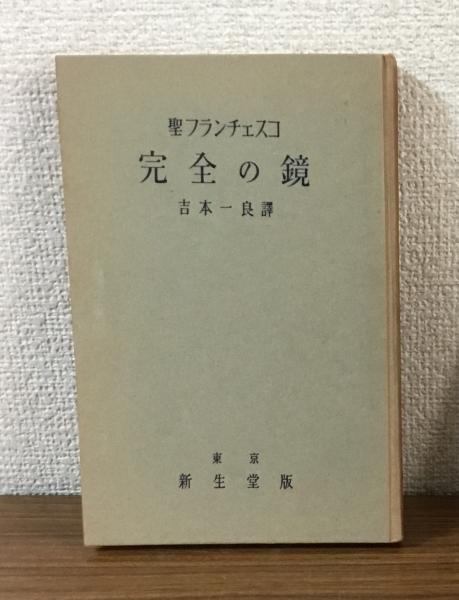 聖フランチェスコ
完全の鏡
吉本一良譯
東京
新生堂版